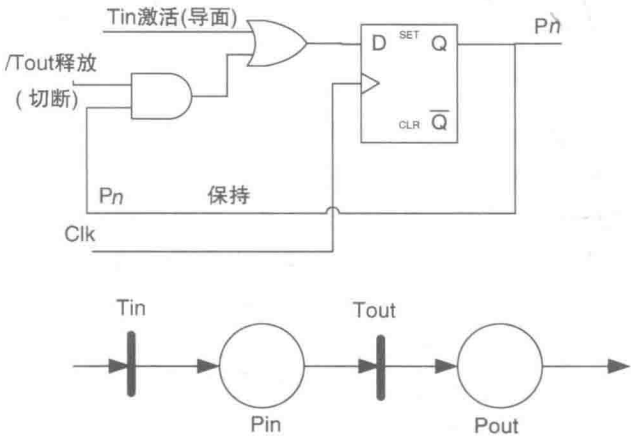 Tin激活(导面)
Pn
/Tout释放
(切断)
D SET Q
CLR Q̅
Pn 保持
Clk
Tin
Tout
Pin
Pout